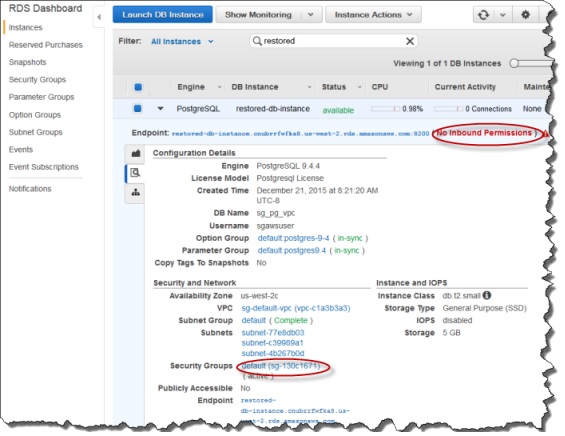 RDS Dashboard
Instances
Reserved Purchases
Snapshots
Security Groups
Parameter Groups
Option Groups
Subnet Groups
Events
Event Subscriptions
Notifications
Launch DB Instance Show Monitoring Instance Actions
Filter: All Instances restored X
Viewing 1 of 1 DB Instances
Engine DB Instance Status CPU Current Activity Mainte
PostgreSQL restored-db-instance available 0.98% 0 Connections None
Endpoint: restored-db-instance.cnubrrfwfka8.us-west-2.rds.amazonaws.com:8200 ( No Inbound Permissions )
Configuration Details
Engine PostgreSQL 9.4.4
License Model Postgresql License
Created Time December 21, 2015 at 8:21:20 AM
UTC-8
DB Name sg_pg_vpc
Username sgawsuser
Option Group default:postgres-9-4 ( in-sync )
Parameter Group default.postgres9.4 ( in-sync )
Copy Tags To Snapshots No
Security and Network Instance and IOPS
Availability Zone us-west-2c Instance Class db.t2.small
VPC sg-default-vpc (vpc-c1a3b3a3) Storage Type General Purpose (SSD)
Subnet Group default ( Complete ) IOPS disabled
Subnets subnet-77e8db03 Storage 5 GB
subnet-c39989a1
subnet-4b267b0d
Security Groups default (sg-130c1671)
( active )
Publicly Accessible No
Endpoint restored-
db-instance.cnubrrfwfka8.us-
west-2.rds.amazonaws.com